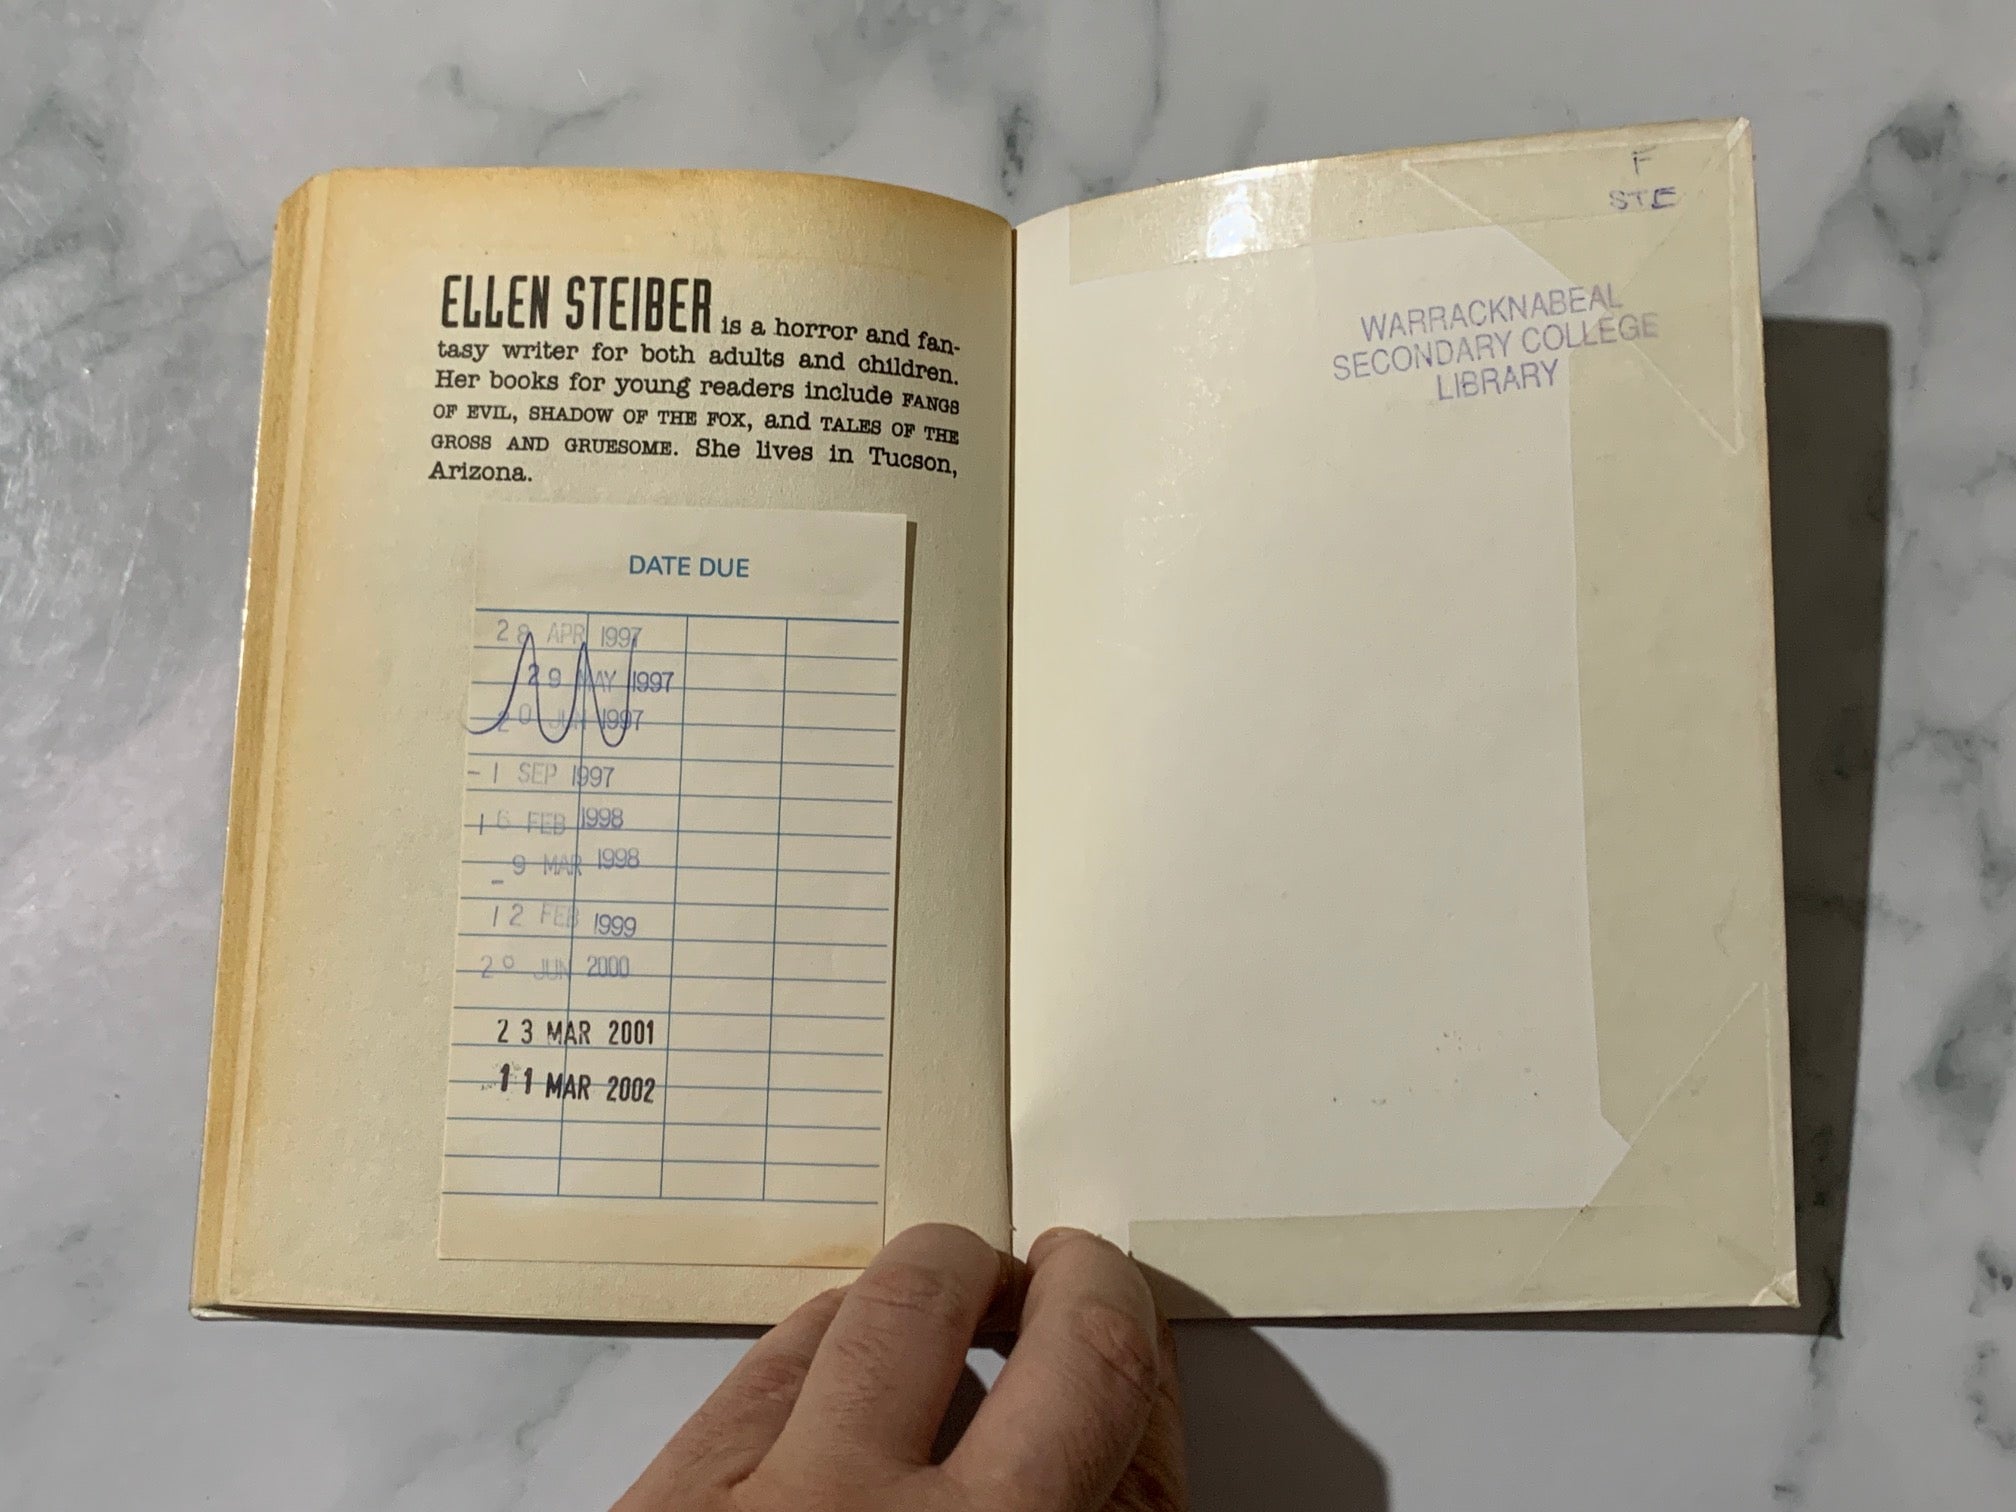 ELLEN STEIBER is a horror and fan-
tasy writer for both adults and children.
Her books for young readers include FANGS
OF EVIL, SHADOW OF THE FOX, and TALES OF THE
GROSS AND GRUESOME. She lives in Tucson,
Arizona.
DATE DUE
28 APR 1997
29 MAY 1997
20 JUN 1997
-1 SEP 1997
16 FEB 1998
-9 MAR 1998
12 FEB 1999
20 JUN 2000
23 MAR 2001
11 MAR 2002
F
STE
WARRACKNABEAL
SECONDARY COLLEGE
LIBRARY